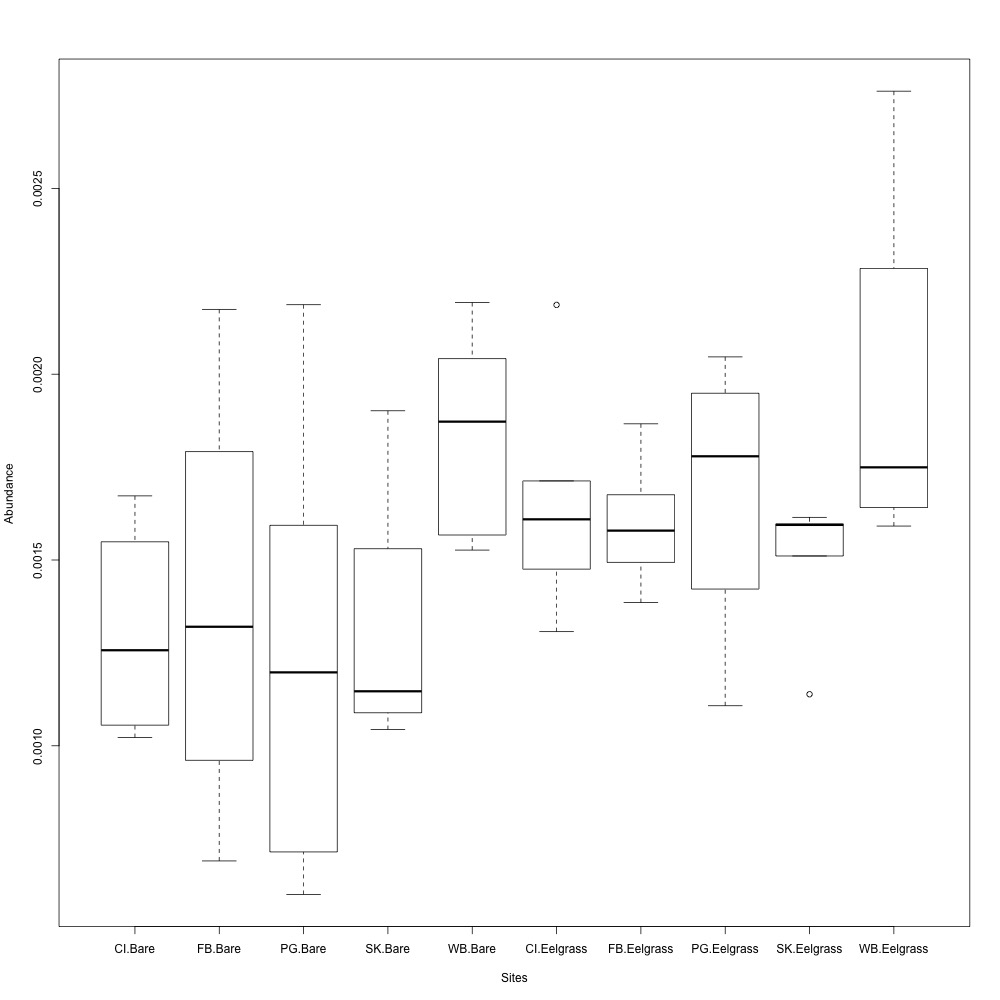 Abundance
0.0025
0.0020
0.0015
0.0010
CI.Bare FB.Bare PG.Bare SK.Bare WB.Bare CI.Eelgrass FB.Eelgrass PG.Eelgrass SK.Eelgrass WB.Eelgrass
Sites